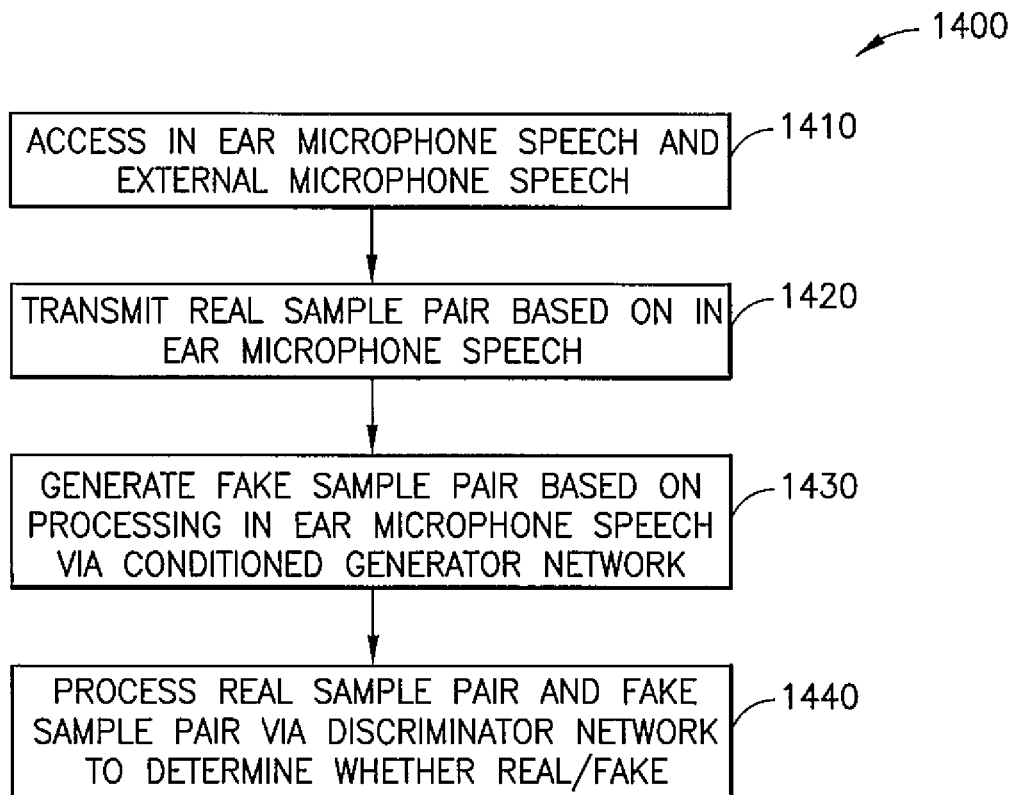 1400
ACCESS IN EAR MICROPHONE SPEECH AND
EXTERNAL MICROPHONE SPEECH
1410
TRANSMIT REAL SAMPLE PAIR BASED ON IN
EAR MICROPHONE SPEECH
1420
GENERATE FAKE SAMPLE PAIR BASED ON
PROCESSING IN EAR MICROPHONE SPEECH
VIA CONDITIONED GENERATOR NETWORK
1430
PROCESS REAL SAMPLE PAIR AND FAKE
SAMPLE PAIR VIA DISCRIMINATOR NETWORK
TO DETERMINE WHETHER REAL/FAKE
1440